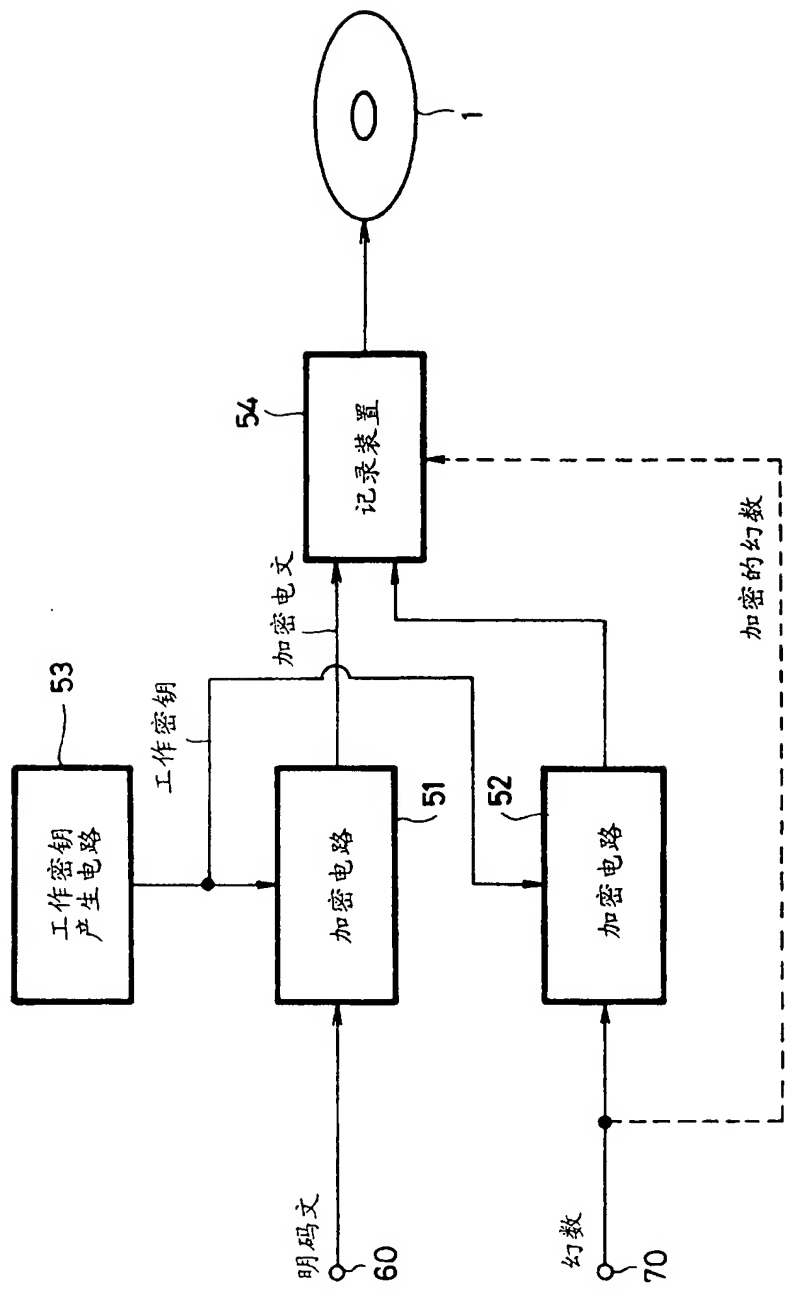 工作密钥
产生电路
53
工作密钥
明码文
60
加密电路
51
加密电文
记录装置
54
1
幻数
70
加密电路
52
加密的幻数